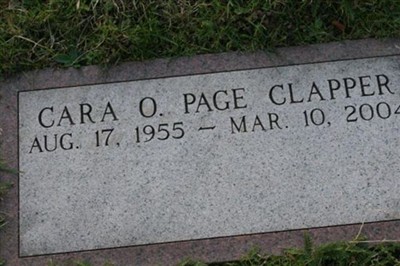 CARA O. PAGE CLAPPER
AUG. 17, 1955 – MAR. 10, 2004